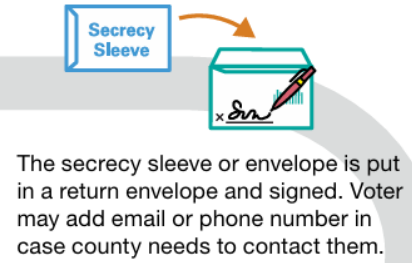 Secrecy
Sleeve
x
The secrecy sleeve or envelope is put
in a return envelope and signed. Voter
may add email or phone number in
case county needs to contact them.